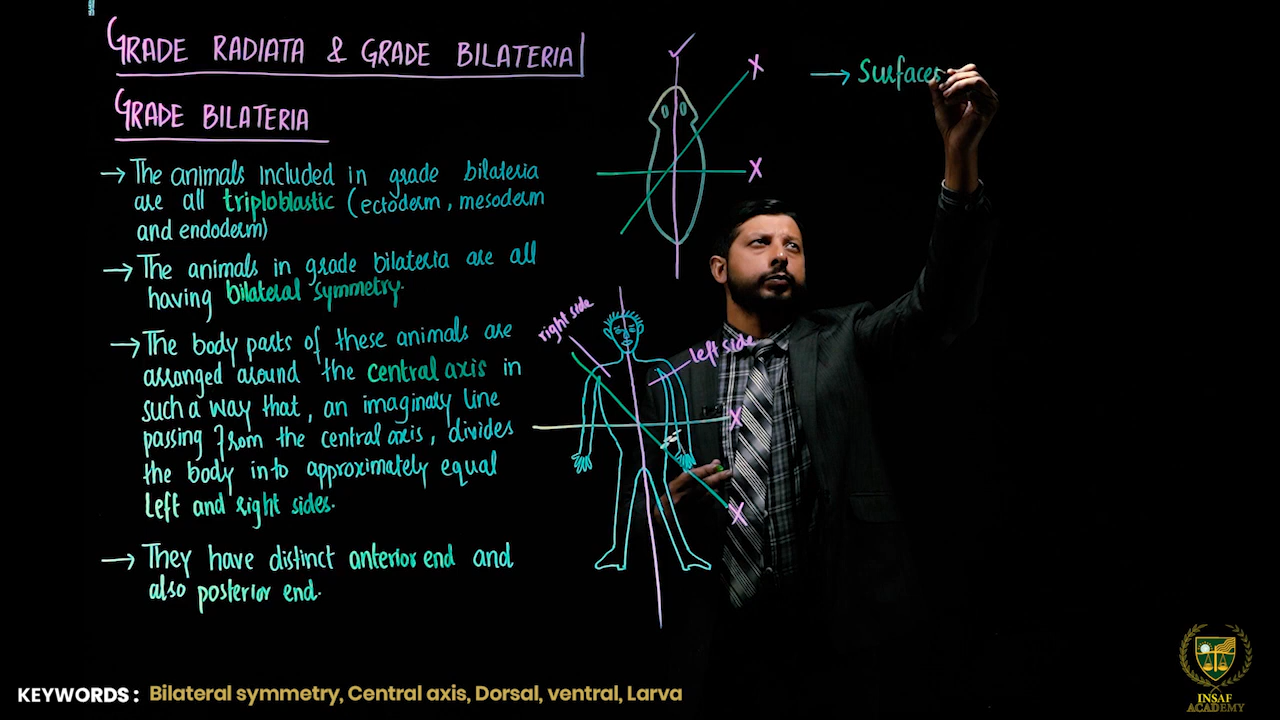 GRADE RADIATA & GRADE BILATERIA
GRADE BILATERIA
→ The animals included in grade bilateria
are all triploblastic (ectoderm, mesoderm
and endoderm)
→ The animals in grade bilateria are all
having bilateral symmetry.
→ The body parts of these animals are
arranged around the central axis in
such a way that, an imaginary line
passing from the central axis, divides
the body into approximately equal
left and right sides.
→ They have distinct anterior end and
also posterior end.
✓
X
X
right side
left side
X
X
→ Surfaces
KEYWORDS : Bilateral symmetry, Central axis, Dorsal, ventral, Larva
INSAF
ACADEMY